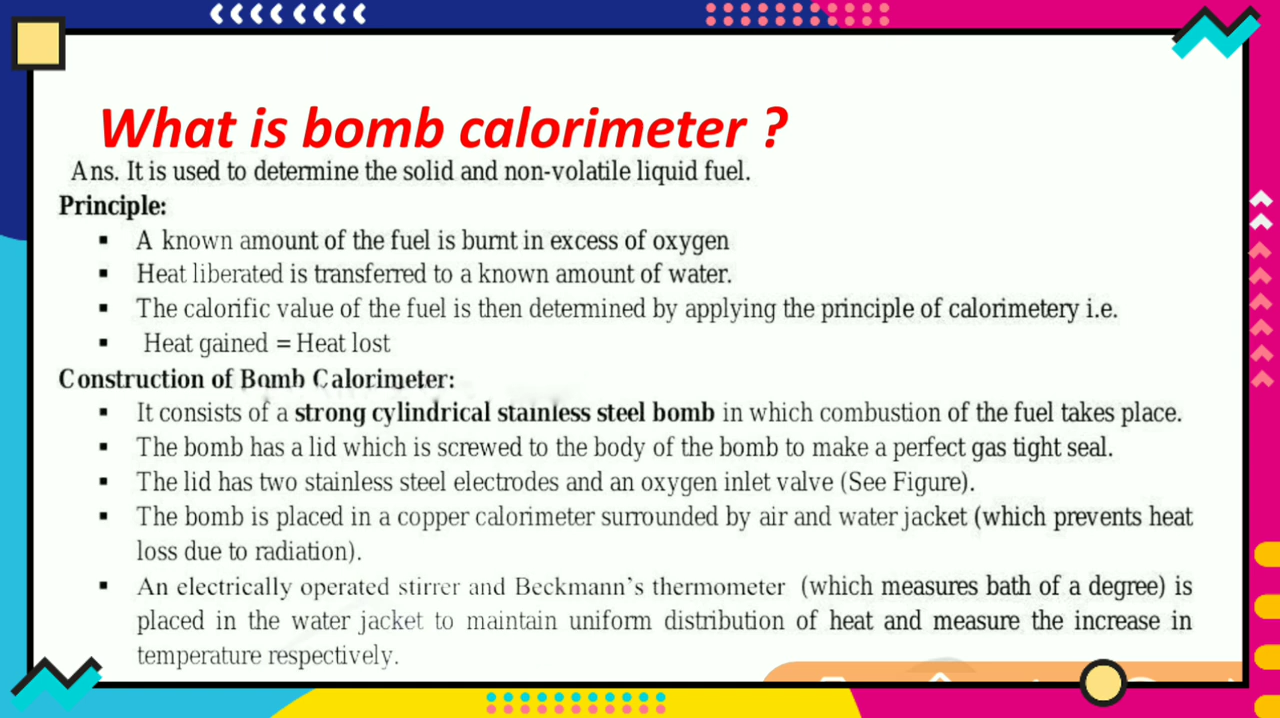 What is bomb calorimeter ?
Ans. It is used to determine the solid and non-volatile liquid fuel.
Principle:
▪ A known amount of the fuel is burnt in excess of oxygen
▪ Heat liberated is transferred to a known amount of water.
▪ The calorific value of the fuel is then determined by applying the principle of calorimetery i.e.
▪ Heat gained = Heat lost
Construction of Bomb Calorimeter:
▪ It consists of a strong cylindrical stainless steel bomb in which combustion of the fuel takes place.
▪ The bomb has a lid which is screwed to the body of the bomb to make a perfect gas tight seal.
▪ The lid has two stainless steel electrodes and an oxygen inlet valve (See Figure).
▪ The bomb is placed in a copper calorimeter surrounded by air and water jacket (which prevents heat
loss due to radiation).
▪ An electrically operated stirrer and Beckmann's thermometer (which measures bath of a degree) is
placed in the water jacket to maintain uniform distribution of heat and measure the increase in
temperature respectively.